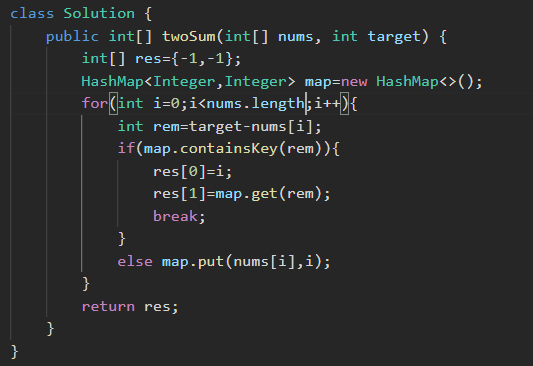 class Solution {
    public int[] twoSum(int[] nums, int target) {
        int[] res={-1,-1};
        HashMap<Integer,Integer> map=new HashMap<>();
        for(int i=0;i<nums.length;i++){
            int rem=target-nums[i];
            if(map.containsKey(rem)){
                res[0]=i;
                res[1]=map.get(rem);
                break;
            }
            else map.put(nums[i],i);
        }
        return res;
    }
}